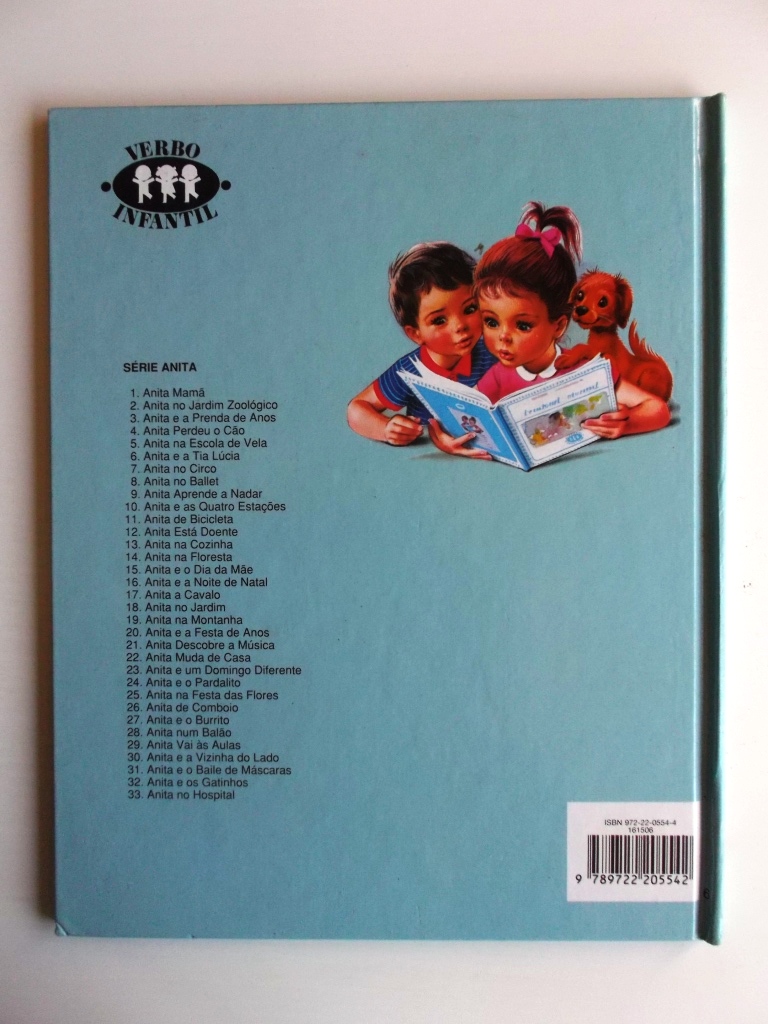 VERBO
INFANTIL
SÉRIE ANITA
1. Anita Mamã
2. Anita no Jardim Zoológico
3. Anita e a Prenda de Anos
4. Anita Perdeu o Cão
5. Anita na Escola de Vela
6. Anita e a Tia Lúcia
7. Anita no Circo
8. Anita no Ballet
9. Anita Aprende a Nadar
10. Anita e as Quatro Estações
11. Anita de Bicicleta
12. Anita Está Doente
13. Anita na Cozinha
14. Anita na Floresta
15. Anita e o Dia da Mãe
16. Anita e a Noite de Natal
17. Anita a Cavalo
18. Anita no Jardim
19. Anita na Montanha
20. Anita e a Festa de Anos
21. Anita Descobre a Música
22. Anita Muda de Casa
23. Anita e um Domingo Diferente
24. Anita e o Pardalito
25. Anita na Festa das Flores
26. Anita de Comboio
27. Anita e o Burrito
28. Anita num Balão
29. Anita Vai às Aulas
30. Anita e a Vizinha do Lado
31. Anita e o Baile de Máscaras
32. Anita e os Gatinhos
33. Anita no Hospital
ISBN 972-22-0554-4
161506
9 789722 205542
6